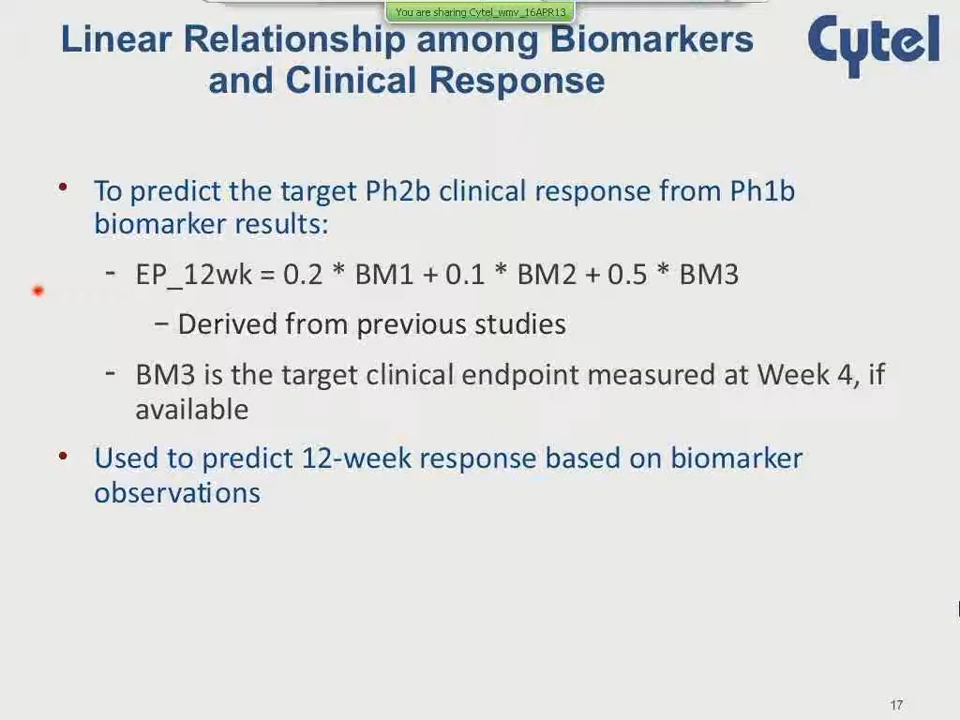 You are sharing Cytel_wmv_16APR13
Linear Relationship among Biomarkers
and Clinical Response
Cytel
• To predict the target Ph2b clinical response from Ph1b
biomarker results:
- EP_12wk = 0.2 * BM1 + 0.1 * BM2 + 0.5 * BM3
− Derived from previous studies
- BM3 is the target clinical endpoint measured at Week 4, if
available
• Used to predict 12-week response based on biomarker
observations
17